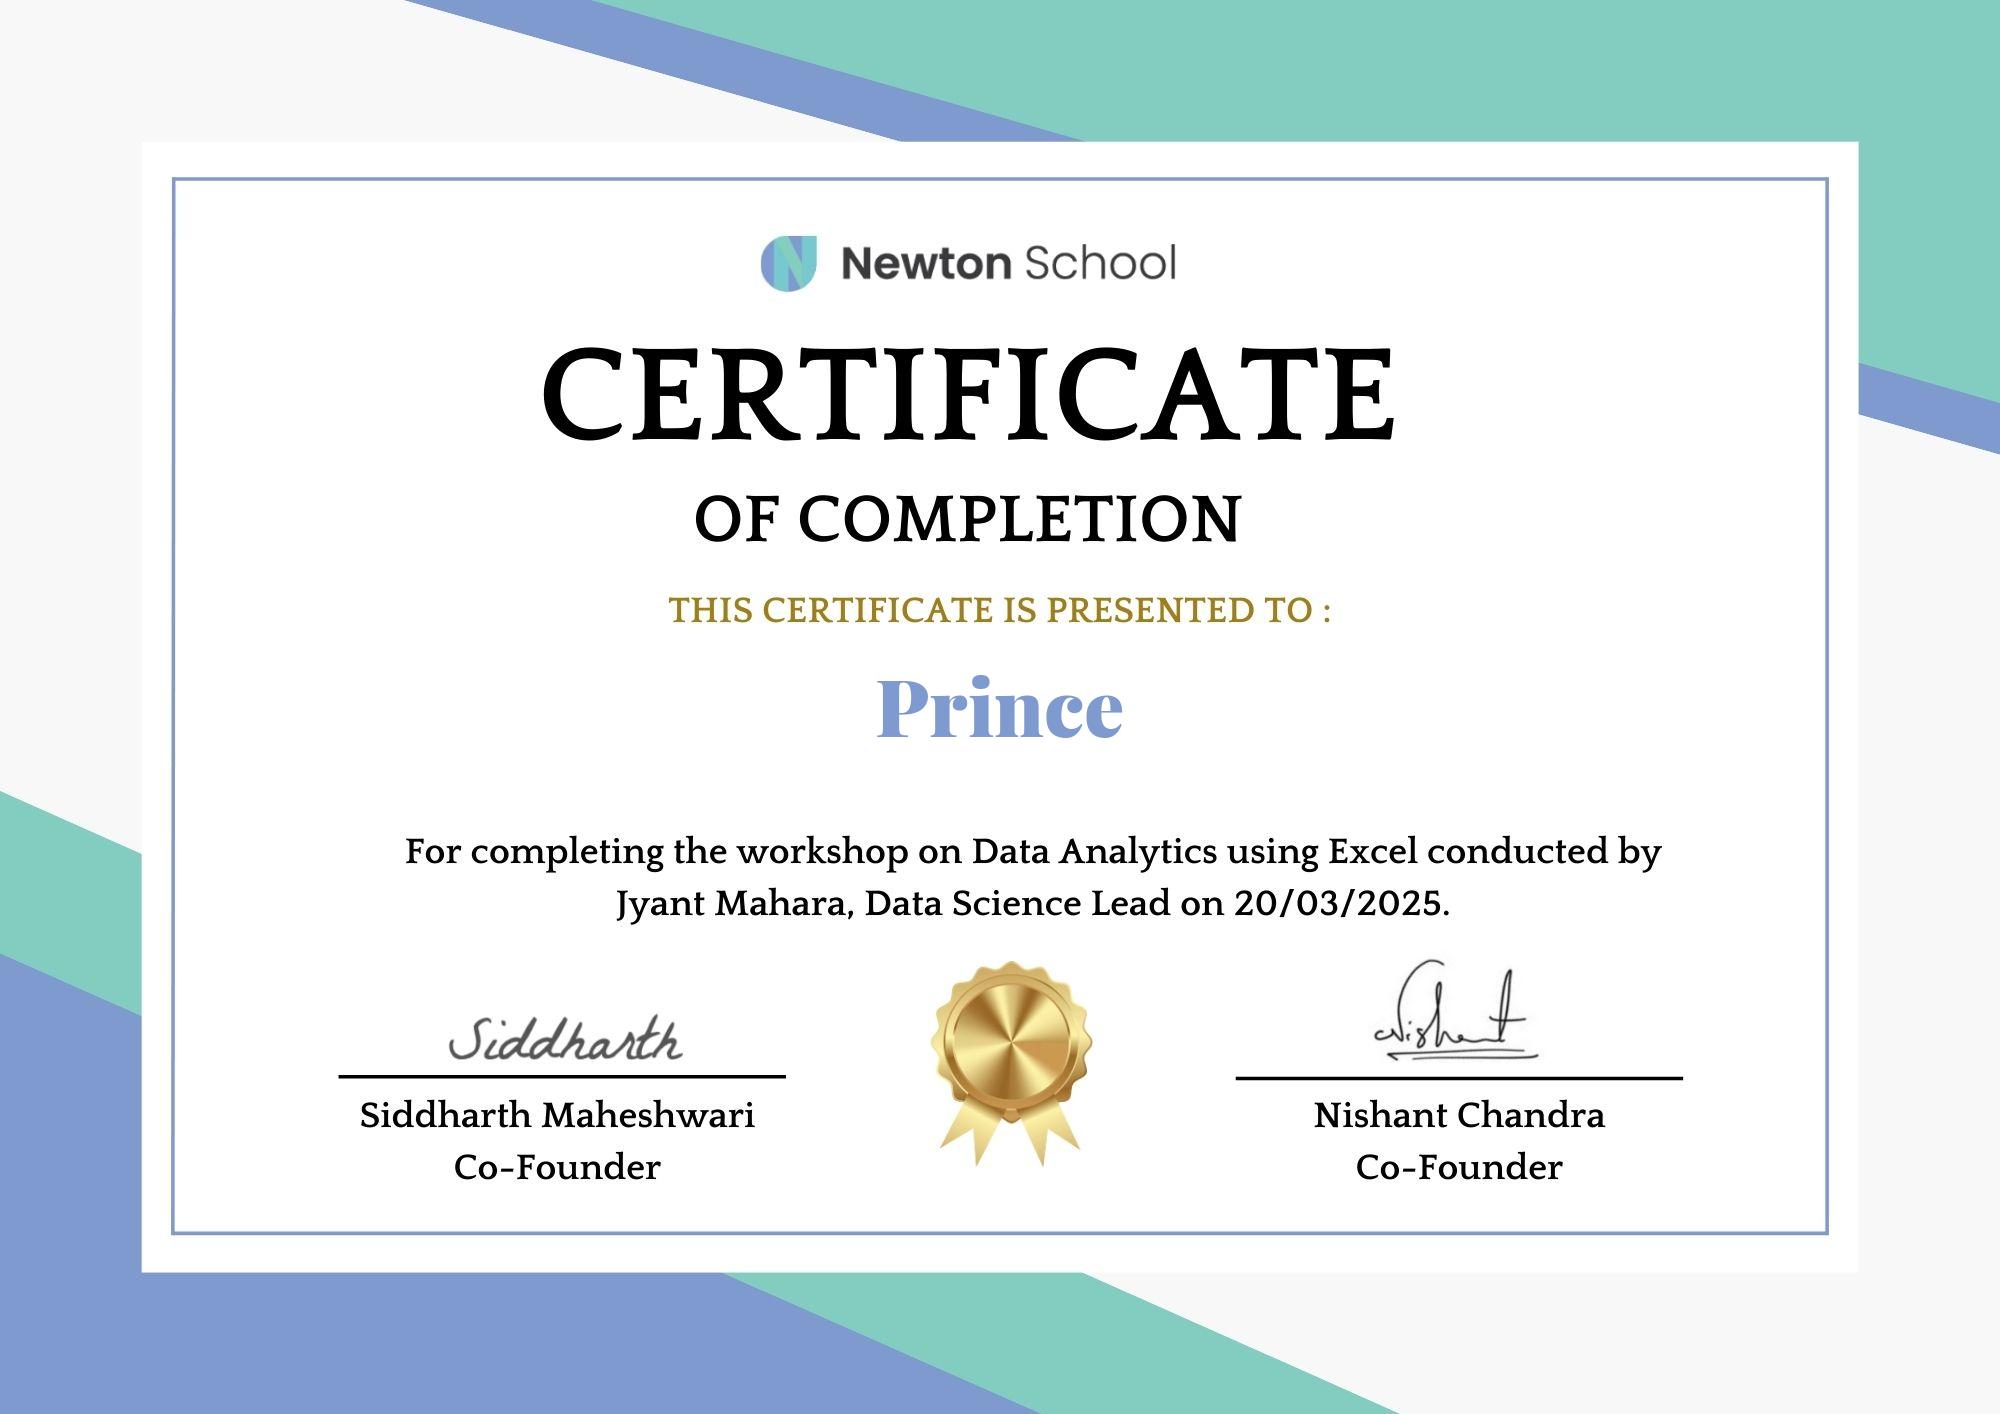 Newton School
CERTIFICATE
OF COMPLETION
THIS CERTIFICATE IS PRESENTED TO :
Prince
For completing the workshop on Data Analytics using Excel conducted by
Jyant Mahara, Data Science Lead on 20/03/2025.
Siddharth
Nishant
Siddharth Maheshwari
Nishant Chandra
Co-Founder
Co-Founder